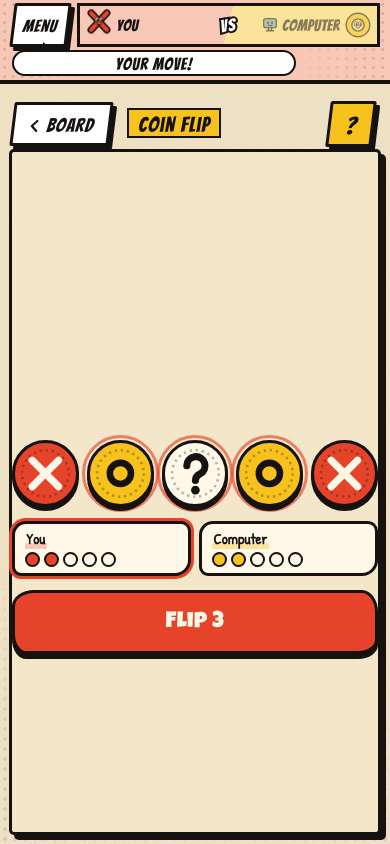 MENU
YOU
VS
COMPUTER
YOUR MOVE!
< BOARD
COIN FLIP
?
?
You
Computer
FLIP 3